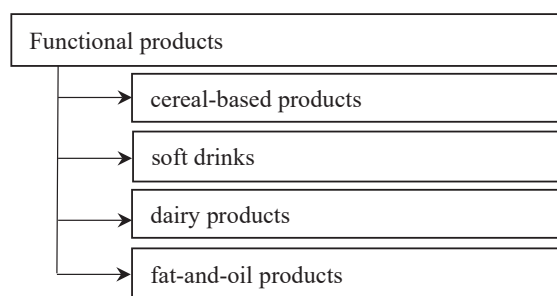 Functional products
cereal-based products
soft drinks
dairy products
fat-and-oil products